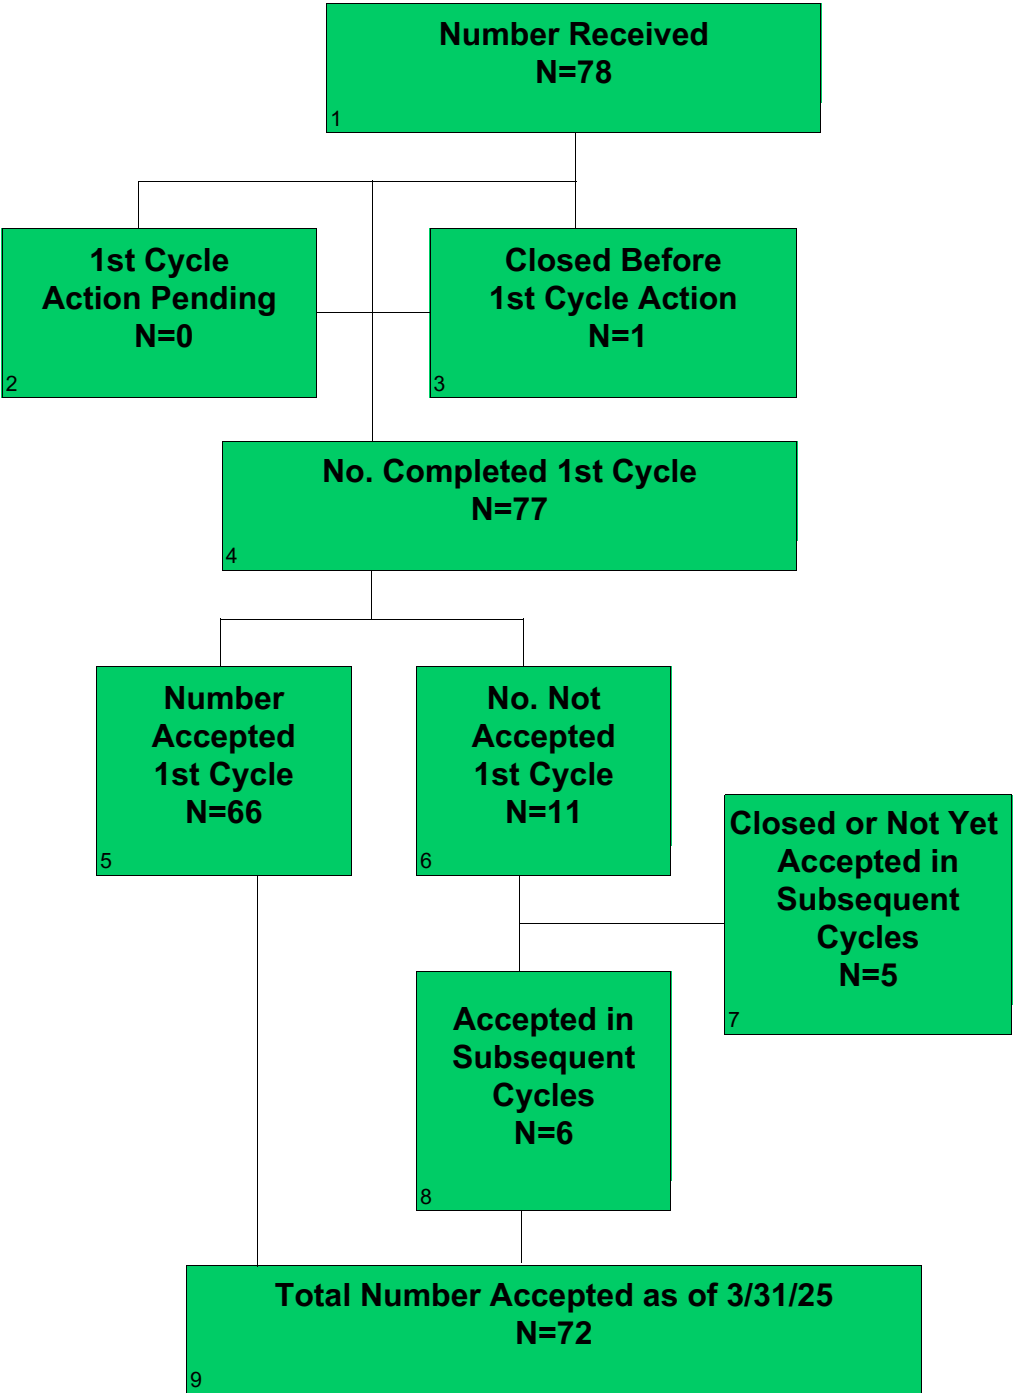 Number Received
N=78
1
1st Cycle
Action Pending
N=0
2
Closed Before
1st Cycle Action
N=1
3
No. Completed 1st Cycle
N=77
4
Number
Accepted
1st Cycle
N=66
5
No. Not
Accepted
1st Cycle
N=11
6
Closed or Not Yet
Accepted in
Subsequent
Cycles
N=5
7
Accepted in
Subsequent
Cycles
N=6
8
Total Number Accepted as of 3/31/25
N=72
9